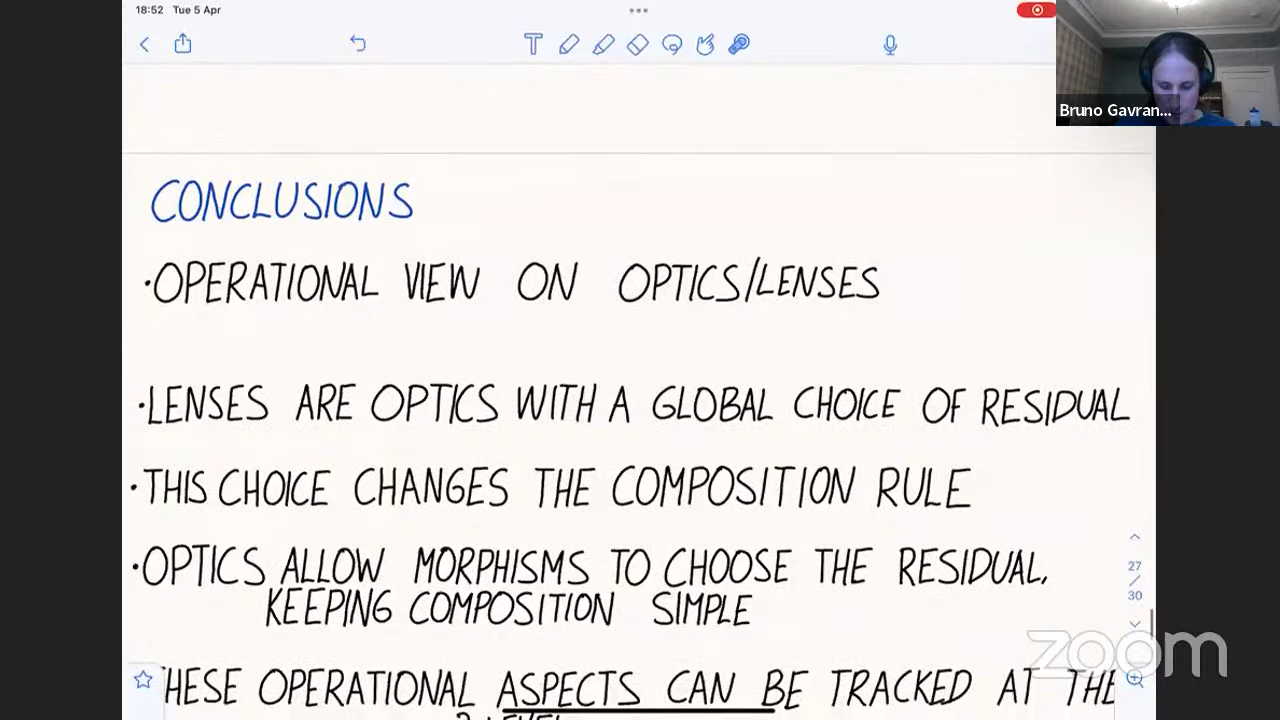 18:52 Tue 5 Apr
Bruno Gavran...
CONCLUSIONS
·OPERATIONAL VIEW ON OPTICS/LENSES
·LENSES ARE OPTICS WITH A GLOBAL CHOICE OF RESIDUAL
·THIS CHOICE CHANGES THE COMPOSITION RULE
·OPTICS ALLOW MORPHISMS TO CHOOSE THE RESIDUAL,
KEEPING COMPOSITION SIMPLE
27
/
30
zoom
HESE OPERATIONAL ASPECTS CAN BE TRACKED AT THE